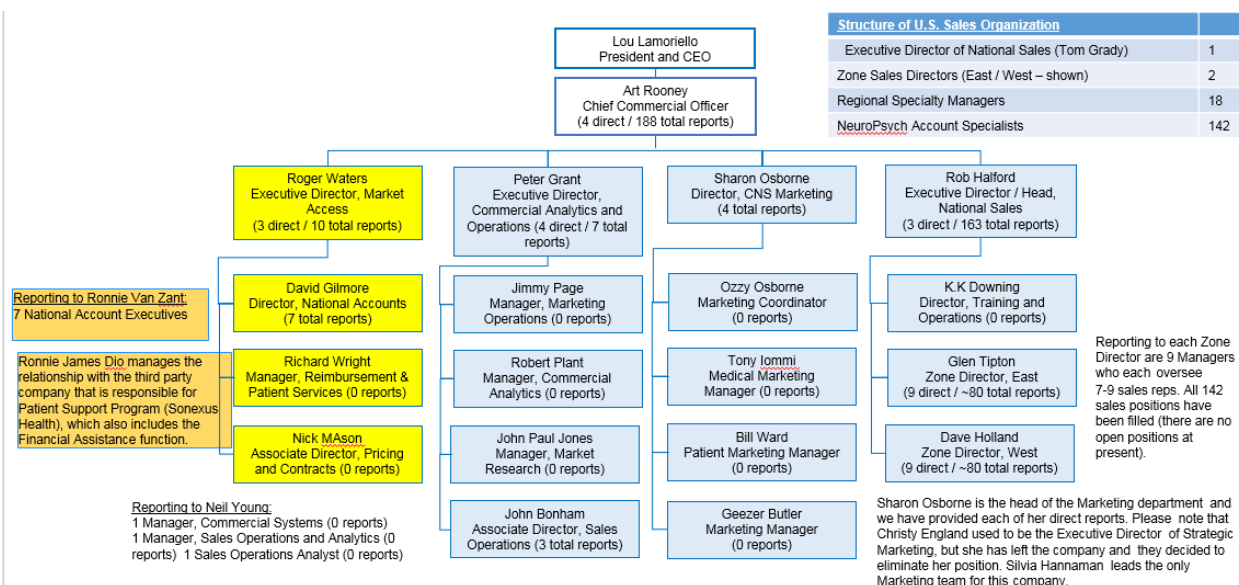 Lou Lamoriello
President and CEO
Structure of U.S. Sales Organization
Executive Director of National Sales (Tom Grady) 1
Zone Sales Directors (East / West – shown) 2
Regional Specialty Managers 18
NeuroPsych Account Specialists 142
Art Rooney
Chief Commercial Officer
(4 direct / 188 total reports)
Roger Waters
Executive Director, Market
Access
(3 direct / 10 total reports)
Peter Grant
Executive Director,
Commercial Analytics and
Operations (4 direct / 7 total
reports)
Sharon Osborne
Director, CNS Marketing
(4 total reports)
Rob Halford
Executive Director / Head,
National Sales
(3 direct / 163 total reports)
Reporting to Ronnie Van Zant:
7 National Account Executives
David Gilmore
Director, National Accounts
(7 total reports)
Jimmy Page
Manager, Marketing
Operations (0 reports)
Ozzy Osborne
Marketing Coordinator
(0 reports)
K.K Downing
Director, Training and
Operations (0 reports)
Ronnie James Dio manages the
relationship with the third party
company that is responsible for
Patient Support Program (Sonexus
Health), which also includes the
Financial Assistance function.
Richard Wright
Manager, Reimbursement &
Patient Services (0 reports)
Robert Plant
Manager, Commercial
Analytics (0 reports)
Tony Iommi
Medical Marketing
Manager (0 reports)
Glen Tipton
Zone Director, East
(9 direct / ~80 total reports)
Reporting to each Zone
Director are 9 Managers
who each oversee
7-9 sales reps. All 142
sales positions have
been filled (there are no
open positions at
present).
Nick MAson
Associate Director, Pricing
and Contracts (0 reports)
John Paul Jones
Manager, Market
Research (0 reports)
Bill Ward
Patient Marketing Manager
(0 reports)
Dave Holland
Zone Director, West
(9 direct / ~80 total reports)
Reporting to Neil Young:
1 Manager, Commercial Systems (0 reports)
1 Manager, Sales Operations and Analytics (0
reports) 1 Sales Operations Analyst (0 reports)
John Bonham
Associate Director, Sales
Operations (3 total reports)
Geezer Butler
Marketing Manager
(0 reports)
Sharon Osborne is the head of the Marketing department and
we have provided each of her direct reports. Please note that
Christy England used to be the Executive Director of Strategic
Marketing, but she has left the company and they decided to
eliminate her position. Silvia Hannaman leads the only
Marketing team for this company.